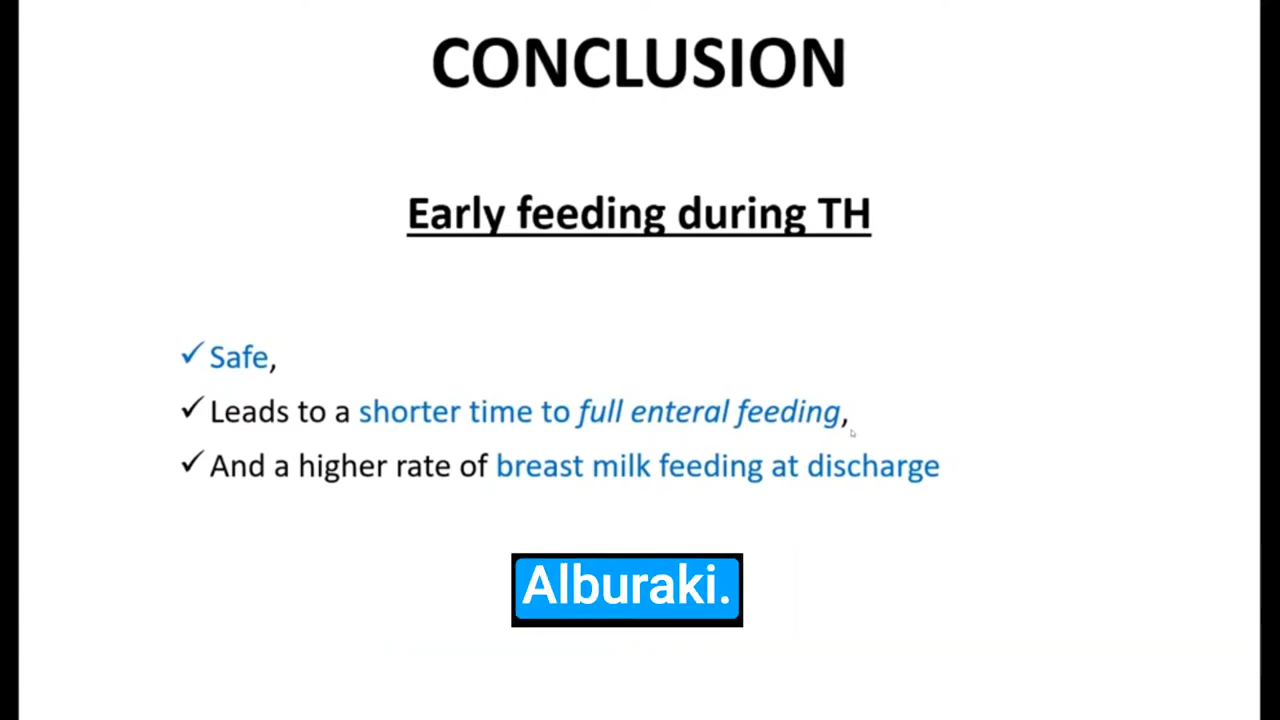 CONCLUSION
Early feeding during TH
✓ Safe,
✓ Leads to a shorter time to full enteral feeding,
✓ And a higher rate of breast milk feeding at discharge
Alburaki.